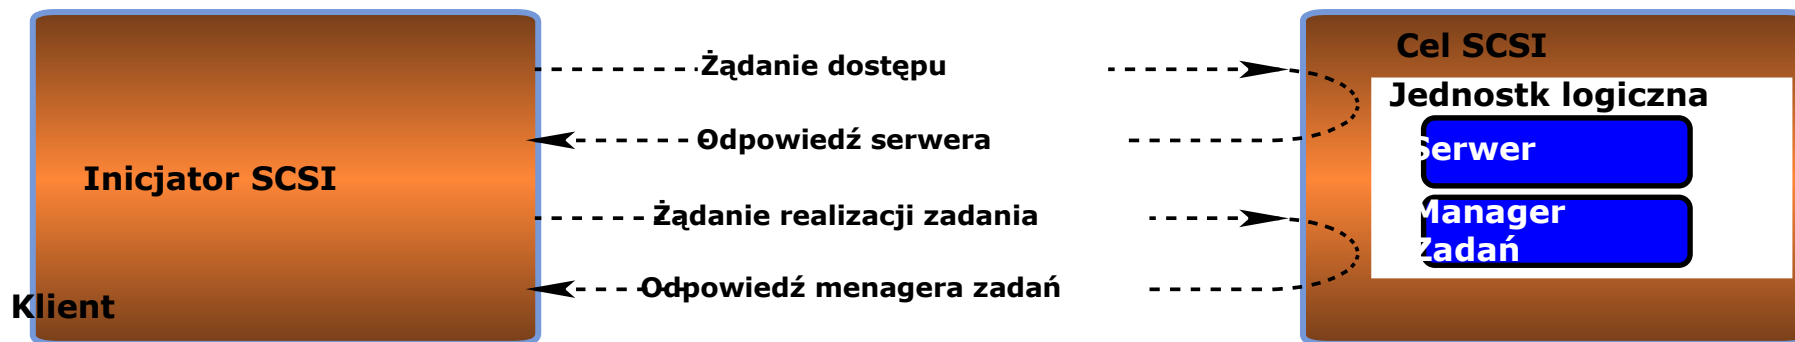 Inicjator SCSI
Klient
Żądanie dostępu
Odpowiedź serwera
Żądanie realizacji zadania
Odpowiedź menagera zadań
Cel SCSI
Jednostk logiczna
Serwer
Manager
Zadań